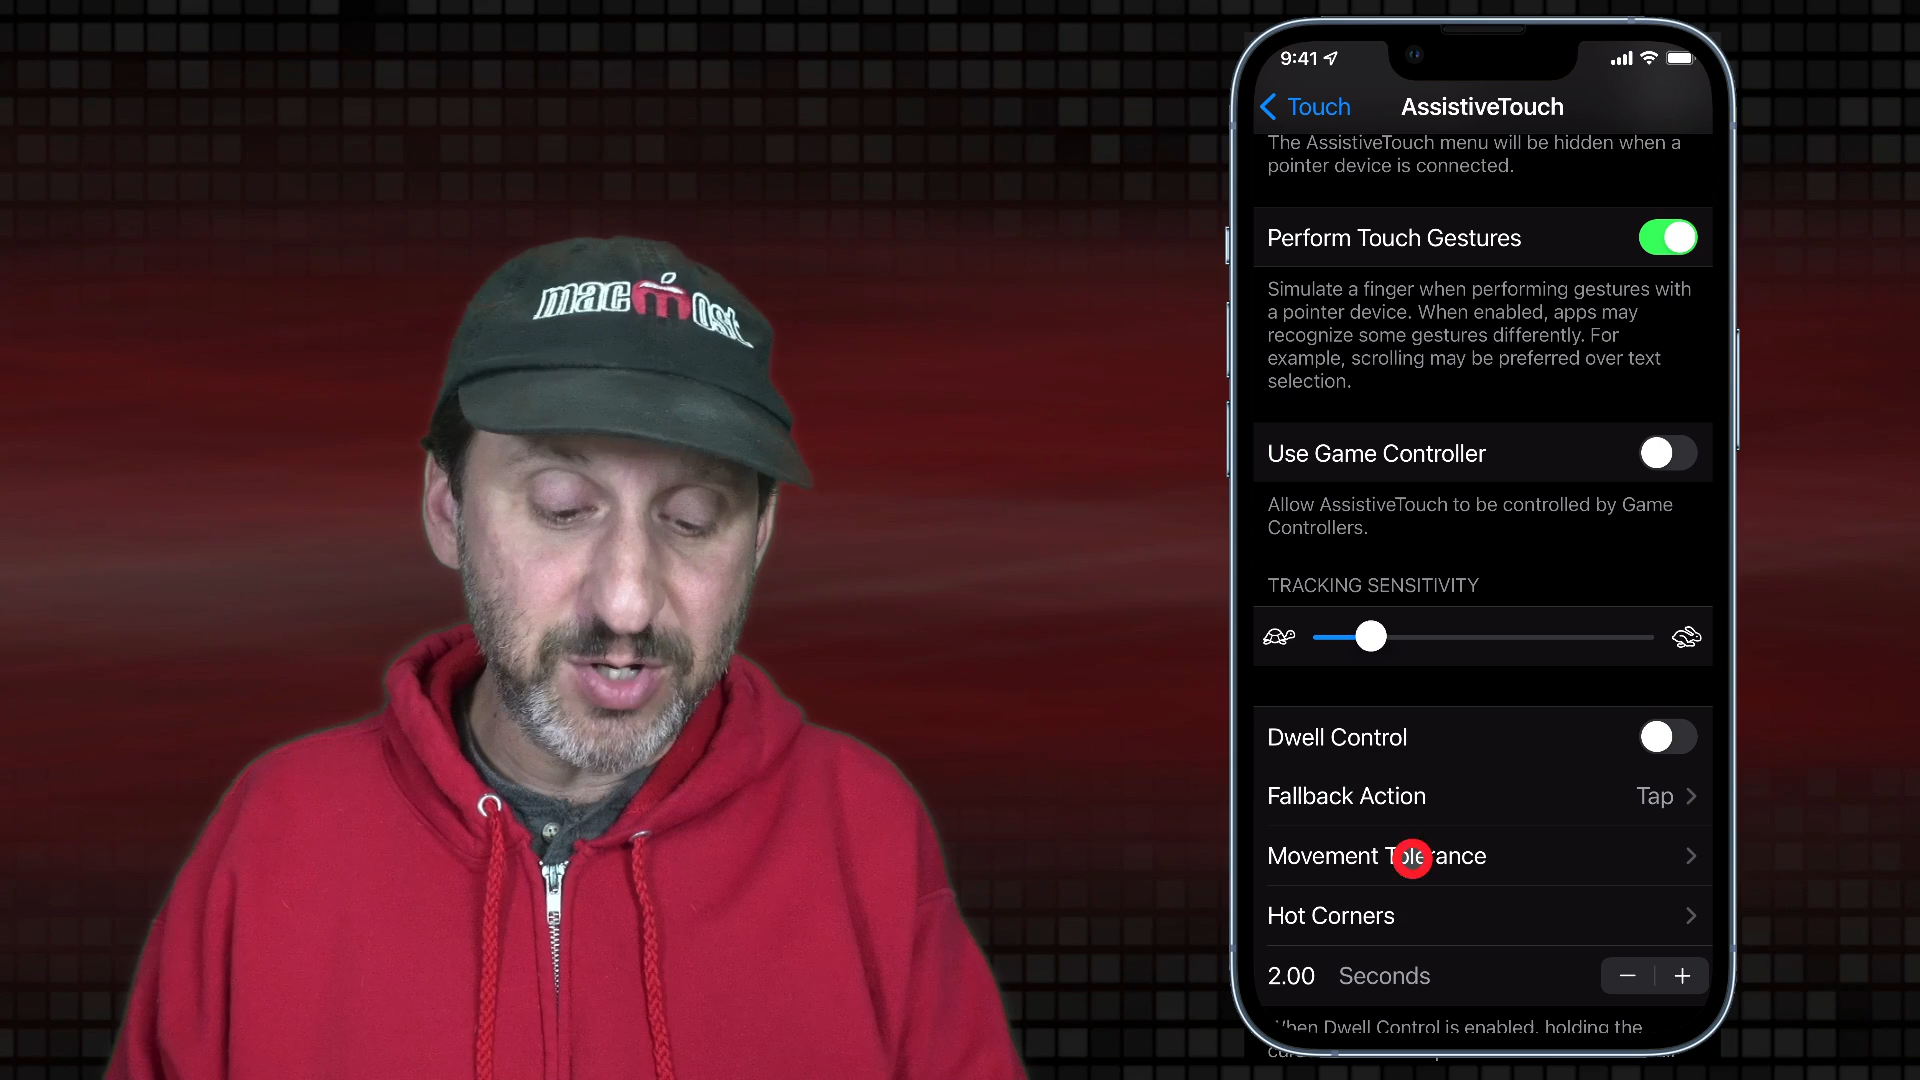 macmost
9:41
Touch
AssistiveTouch
The AssistiveTouch menu will be hidden when a
pointer device is connected.
Perform Touch Gestures
Simulate a finger when performing gestures with
a pointer device. When enabled, apps may
recognize some gestures differently. For
example, scrolling may be preferred over text
selection.
Use Game Controller
Allow AssistiveTouch to be controlled by Game
Controllers.
TRACKING SENSITIVITY
Dwell Control
Fallback Action Tap
Movement Tolerance
Hot Corners
2.00 Seconds − +
When Dwell Control is enabled, holding the